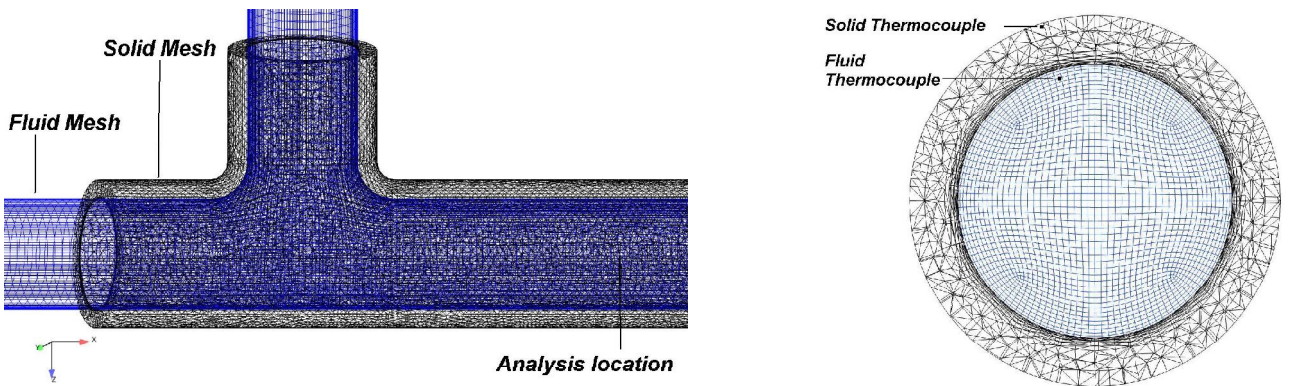 Solid Mesh
Fluid Mesh
Analysis location
Y
X
Z
Solid Thermocouple
Fluid
Thermocouple